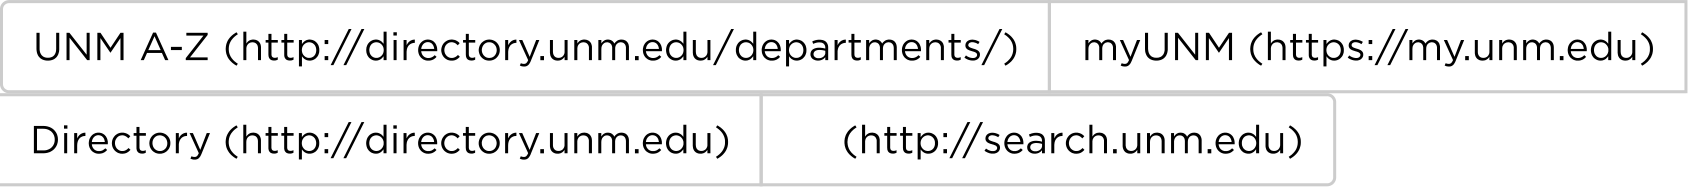 UNM A-Z (http://directory.unm.edu/departments/) myUNM (https://my.unm.edu)
Directory (http://directory.unm.edu) (http://search.unm.edu)